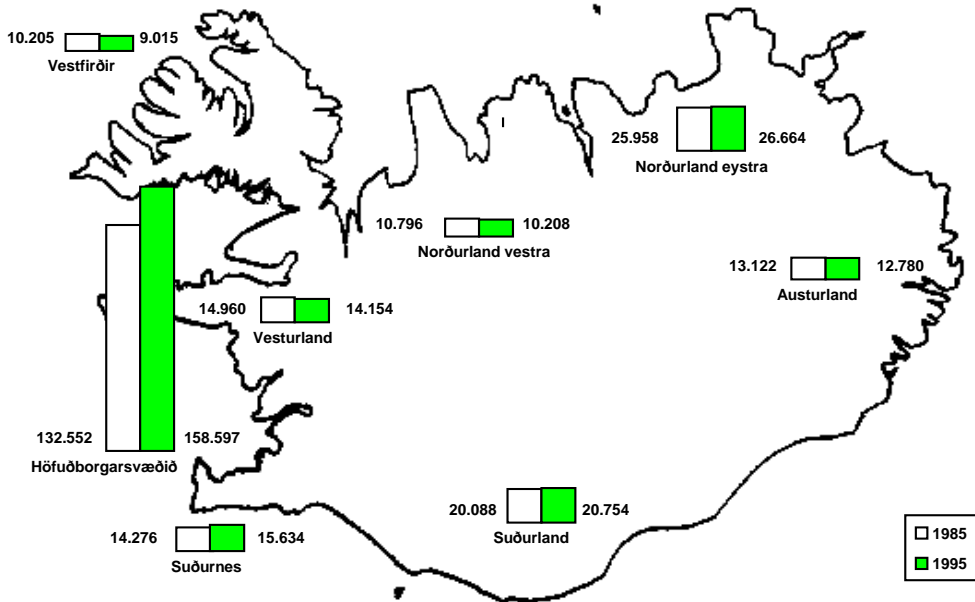 10.205 9.015
Vestfirðir
25.958 26.664
Norðurland eystra
10.796 10.208
Norðurland vestra
13.122 12.780
Austurland
14.960 14.154
Vesturland
132.552 158.597
Höfuðborgarsvæðið
20.088 20.754
Suðurland
14.276 15.634
Suðurnes
1985
1995